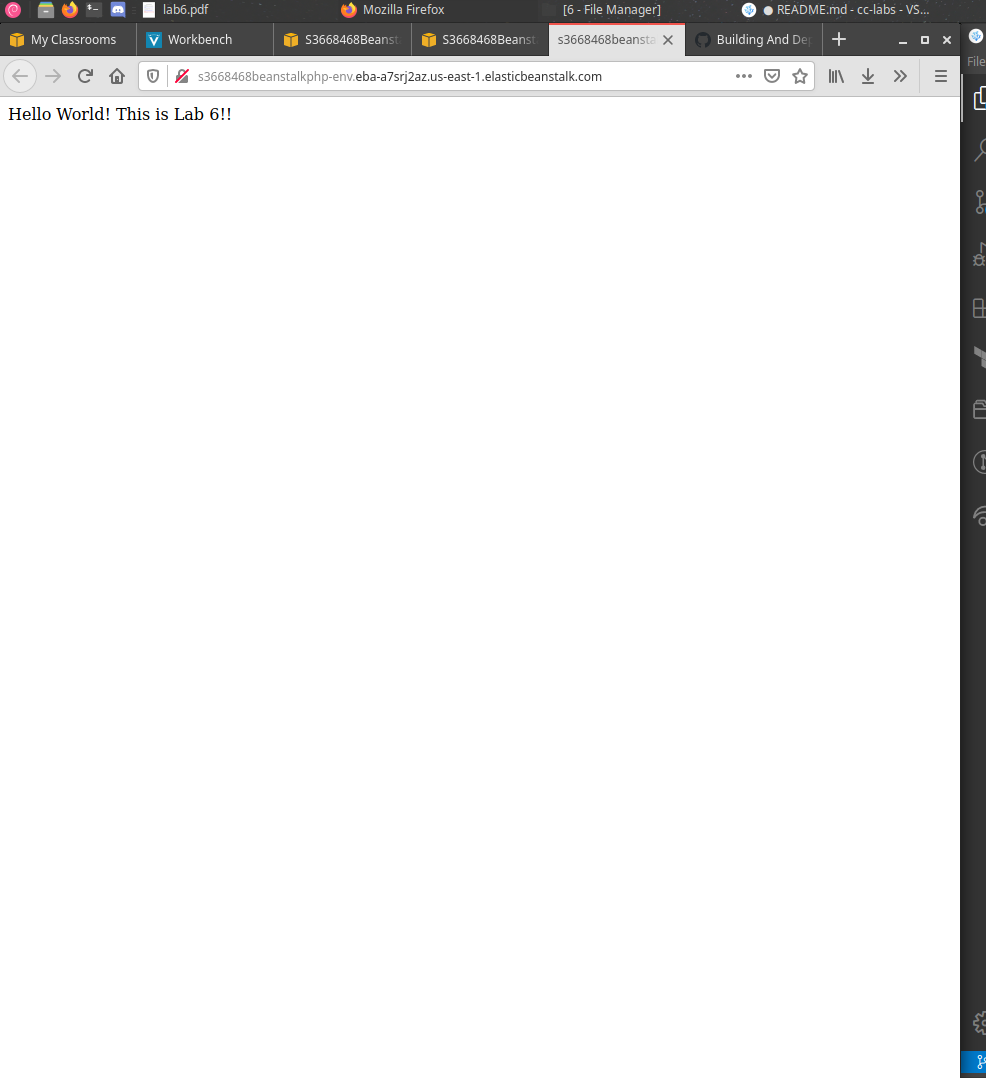 lab6.pdf
Mozilla Firefox
[6 - File Manager]
● README.md - cc-labs - VS...
My Classrooms
Workbench
S3668468Beanst
S3668468Beanst
s3668468beansta
Building And De
File
s3668468beanstalkphp-env.eba-a7srj2az.us-east-1.elasticbeanstalk.com
Hello World! This is Lab 6!!